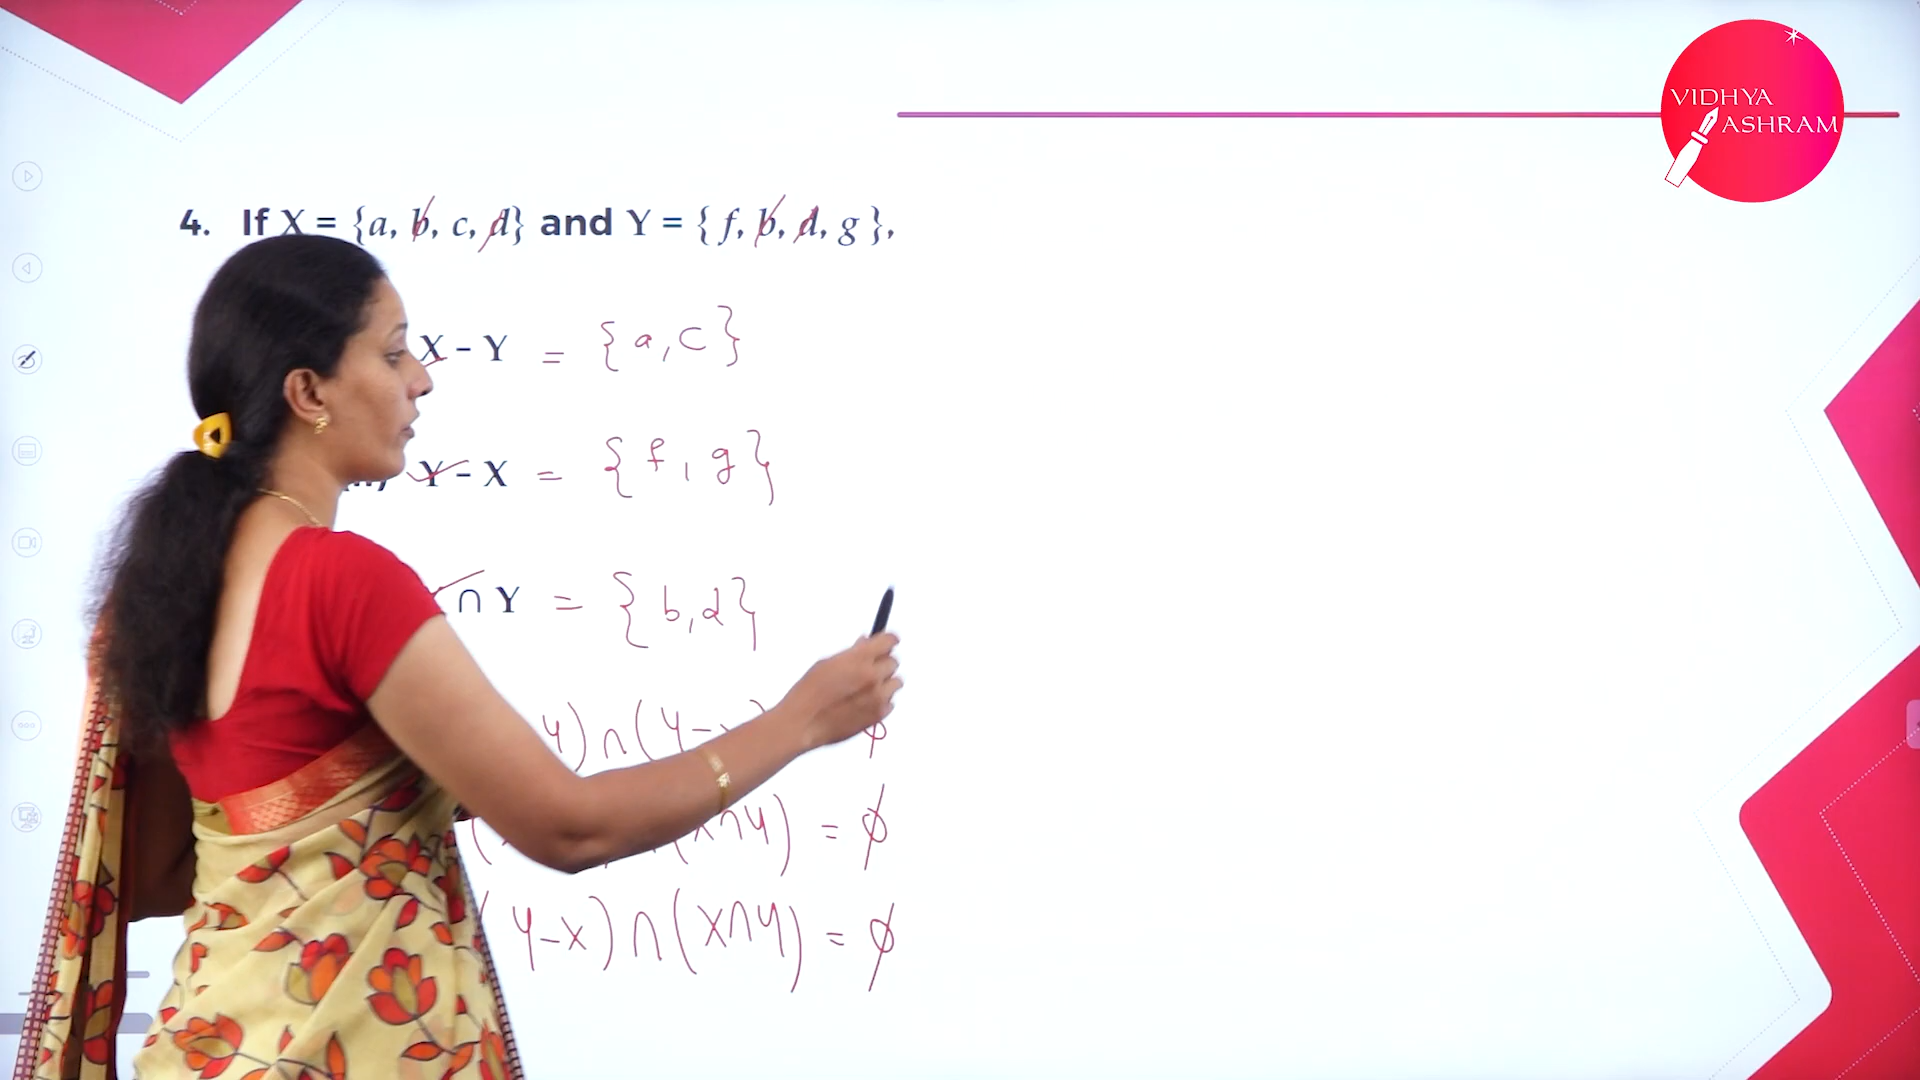 VIDHYA
ASHRAM
4. If X = {a, b, c, d} and Y = { f, b, d, g },
X - Y = {a, c}
Y - X = {f, g}
∩ Y = {b, d}
y) ∩ (y - x) ϕ
(x∩y) = ϕ
(y-x) ∩ (x∩y) = ϕ